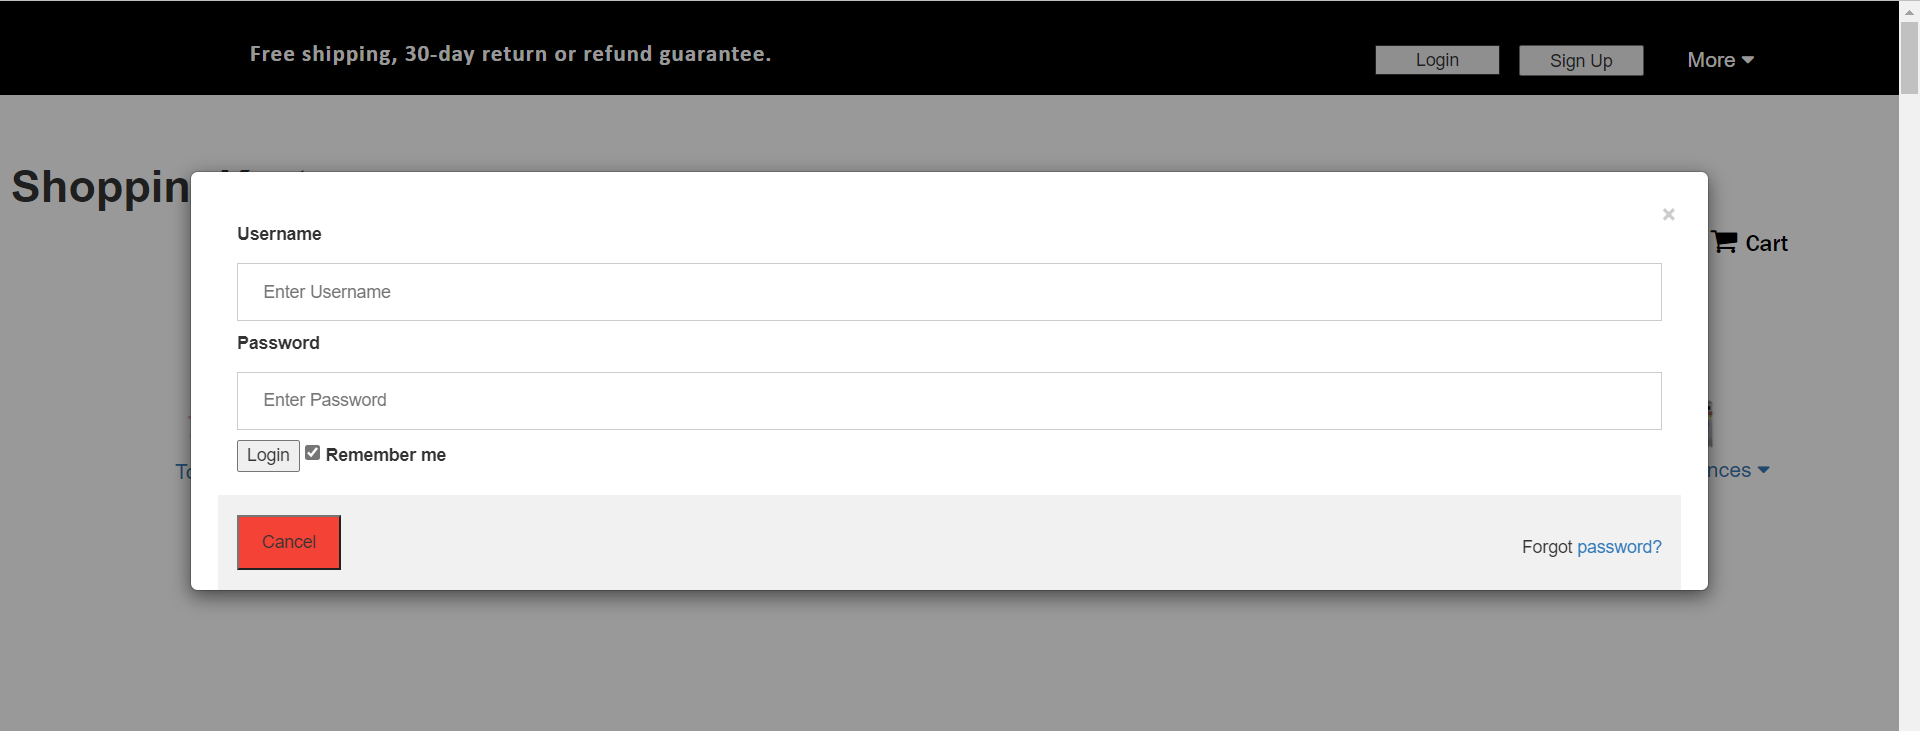 Free shipping, 30-day return or refund guarantee.
Login
Sign Up
More
Shoppin
×
Username
Cart
Enter Username
Password
Enter Password
Login
Remember me
nces
Cancel
Forgot password?